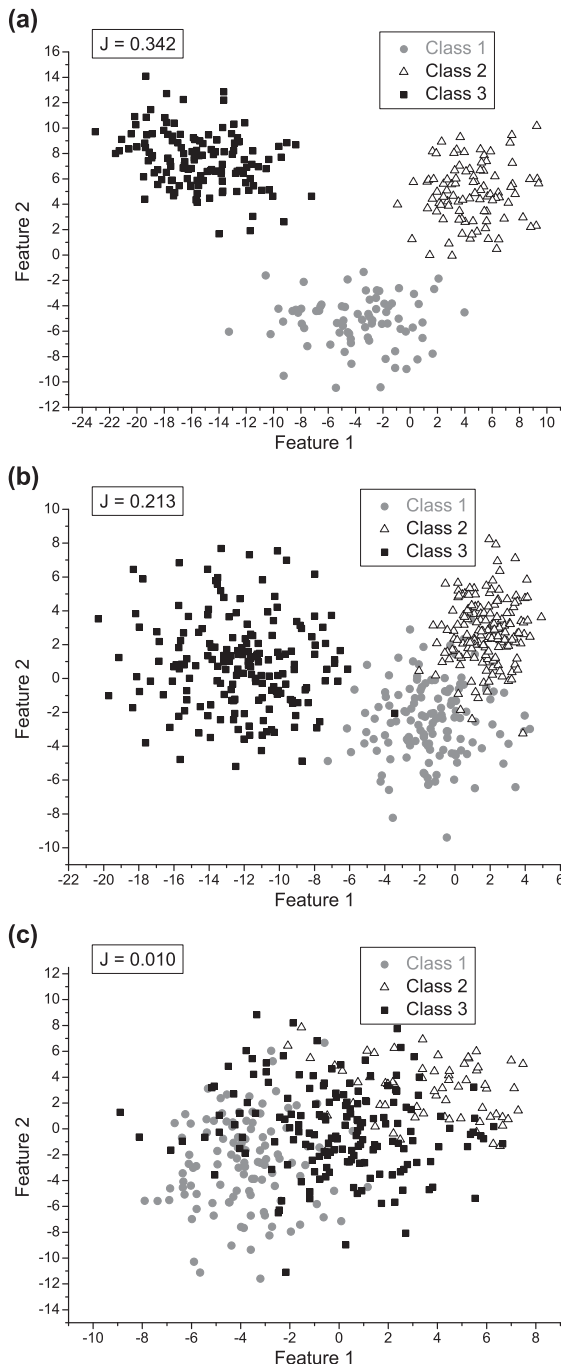 (a)
J = 0.342
Class 1
Class 2
Class 3
16
14
12
10
8
6
4
2
0
-2
-4
-6
-8
-10
-12
Feature 2
-24 -22 -20 -18 -16 -14 -12 -10 -8 -6 -4 -2 0 2 4 6 8 10
Feature 1
(b)
J = 0.213
Class 1
Class 2
Class 3
10
8
6
4
2
0
-2
-4
-6
-8
-10
Feature 2
-22 -20 -18 -16 -14 -12 -10 -8 -6 -4 -2 0 2 4 6
Feature 1
(c)
J = 0.010
Class 1
Class 2
Class 3
12
10
8
6
4
2
0
-2
-4
-6
-8
-10
-12
-14
Feature 2
-10 -8 -6 -4 -2 0 2 4 6 8
Feature 1